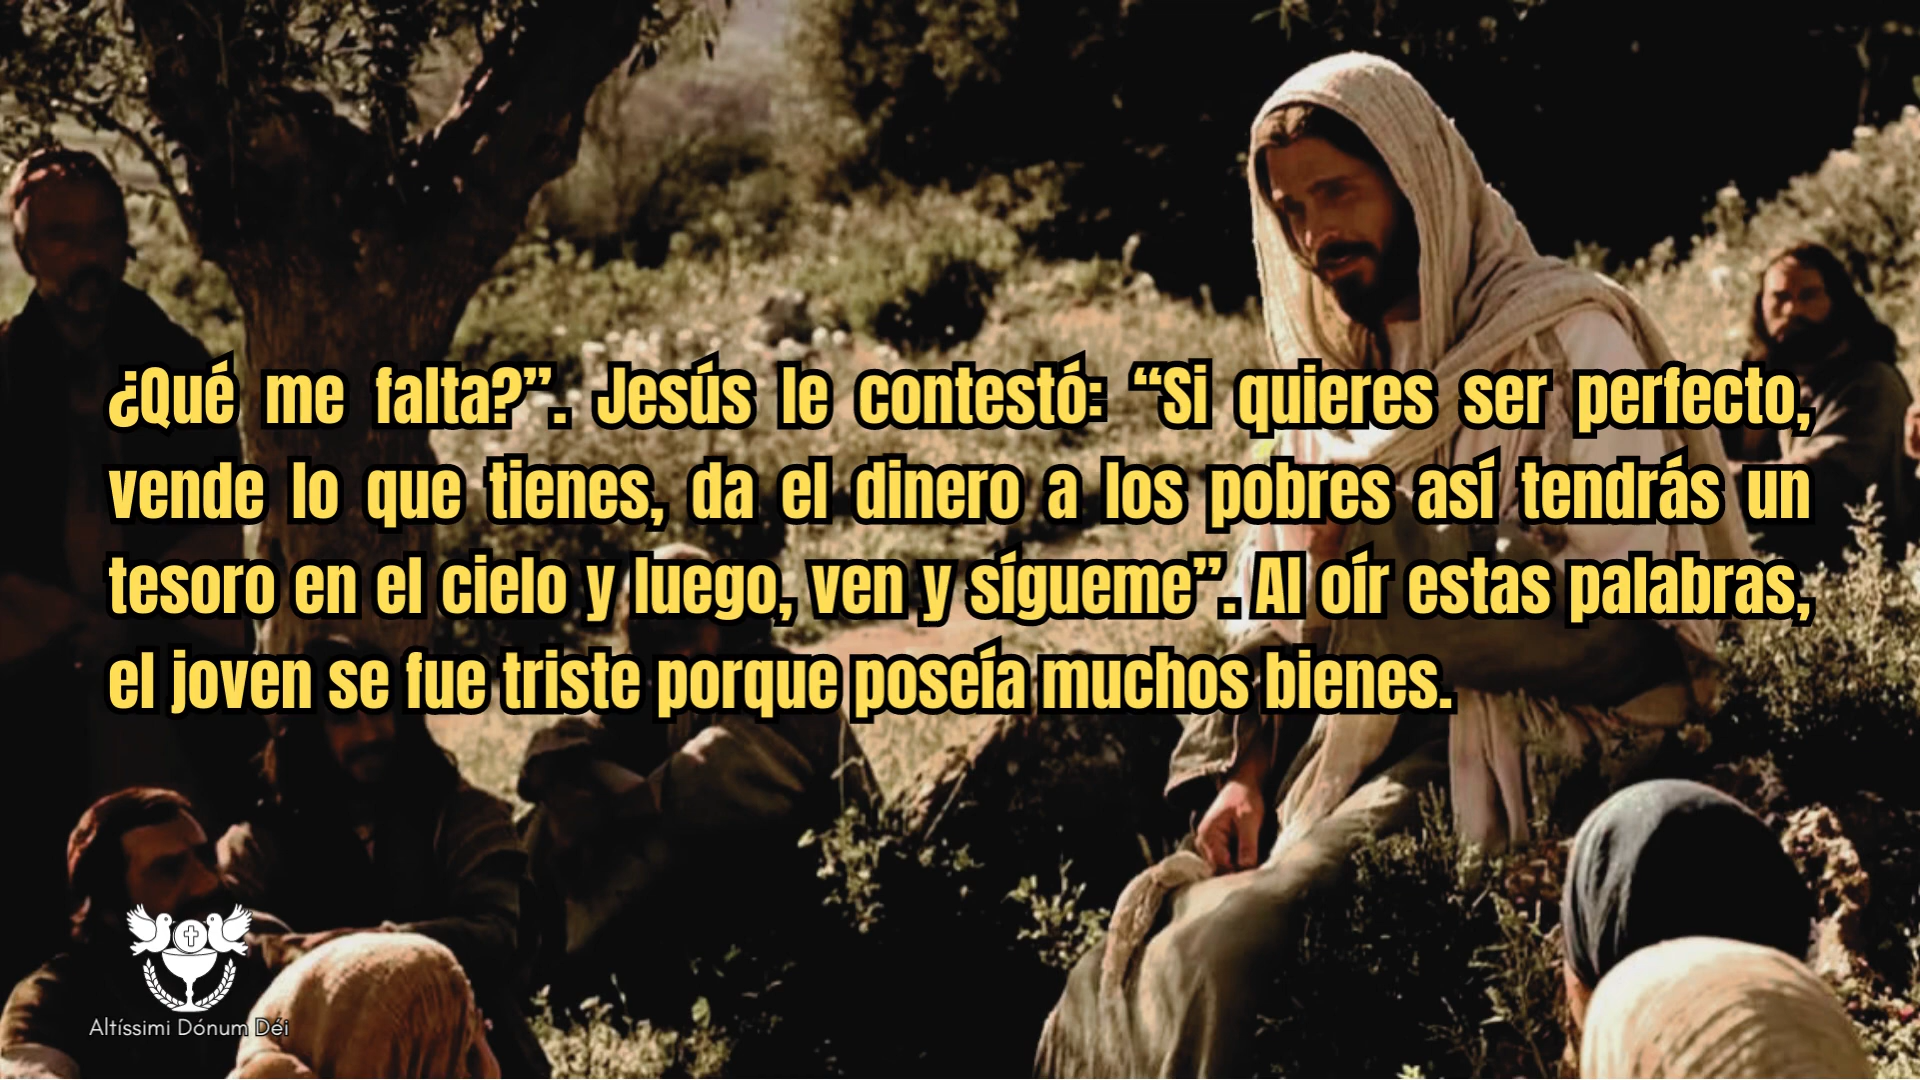 ¿Qué me falta?”. Jesús le contestó: “Si quieres ser perfecto,
vende lo que tienes, da el dinero a los pobres así tendrás un
tesoro en el cielo y luego, ven y sígueme”. Al oír estas palabras,
el joven se fue triste porque poseía muchos bienes.
Altíssimi Dónum Déi